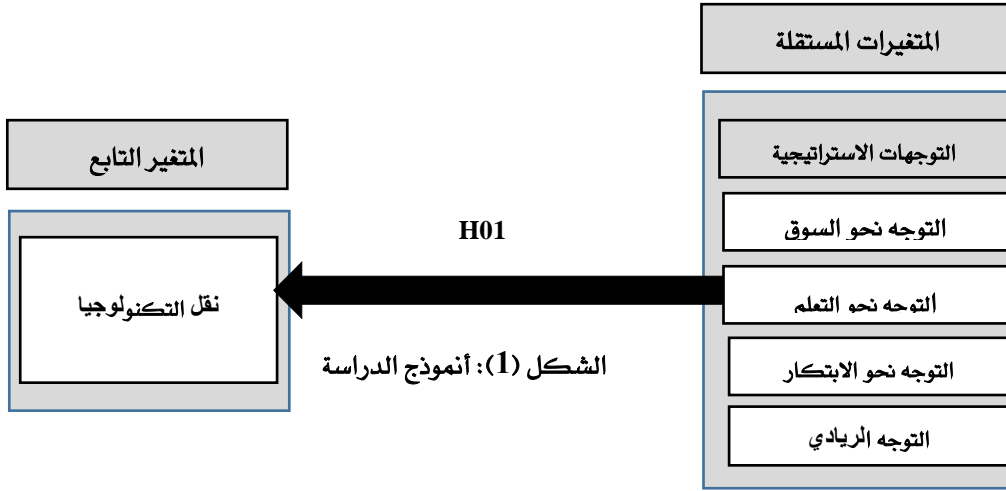 المتغيرات المستقلة
التوجهات الاستراتيجية
التوجه نحو السوق
التوجه نحو التعلم
التوجه نحو الابتكار
التوجه الريادي
H01
المتغير التابع
نقل التكنولوجيا
الشكل (1): أنموذج الدراسة